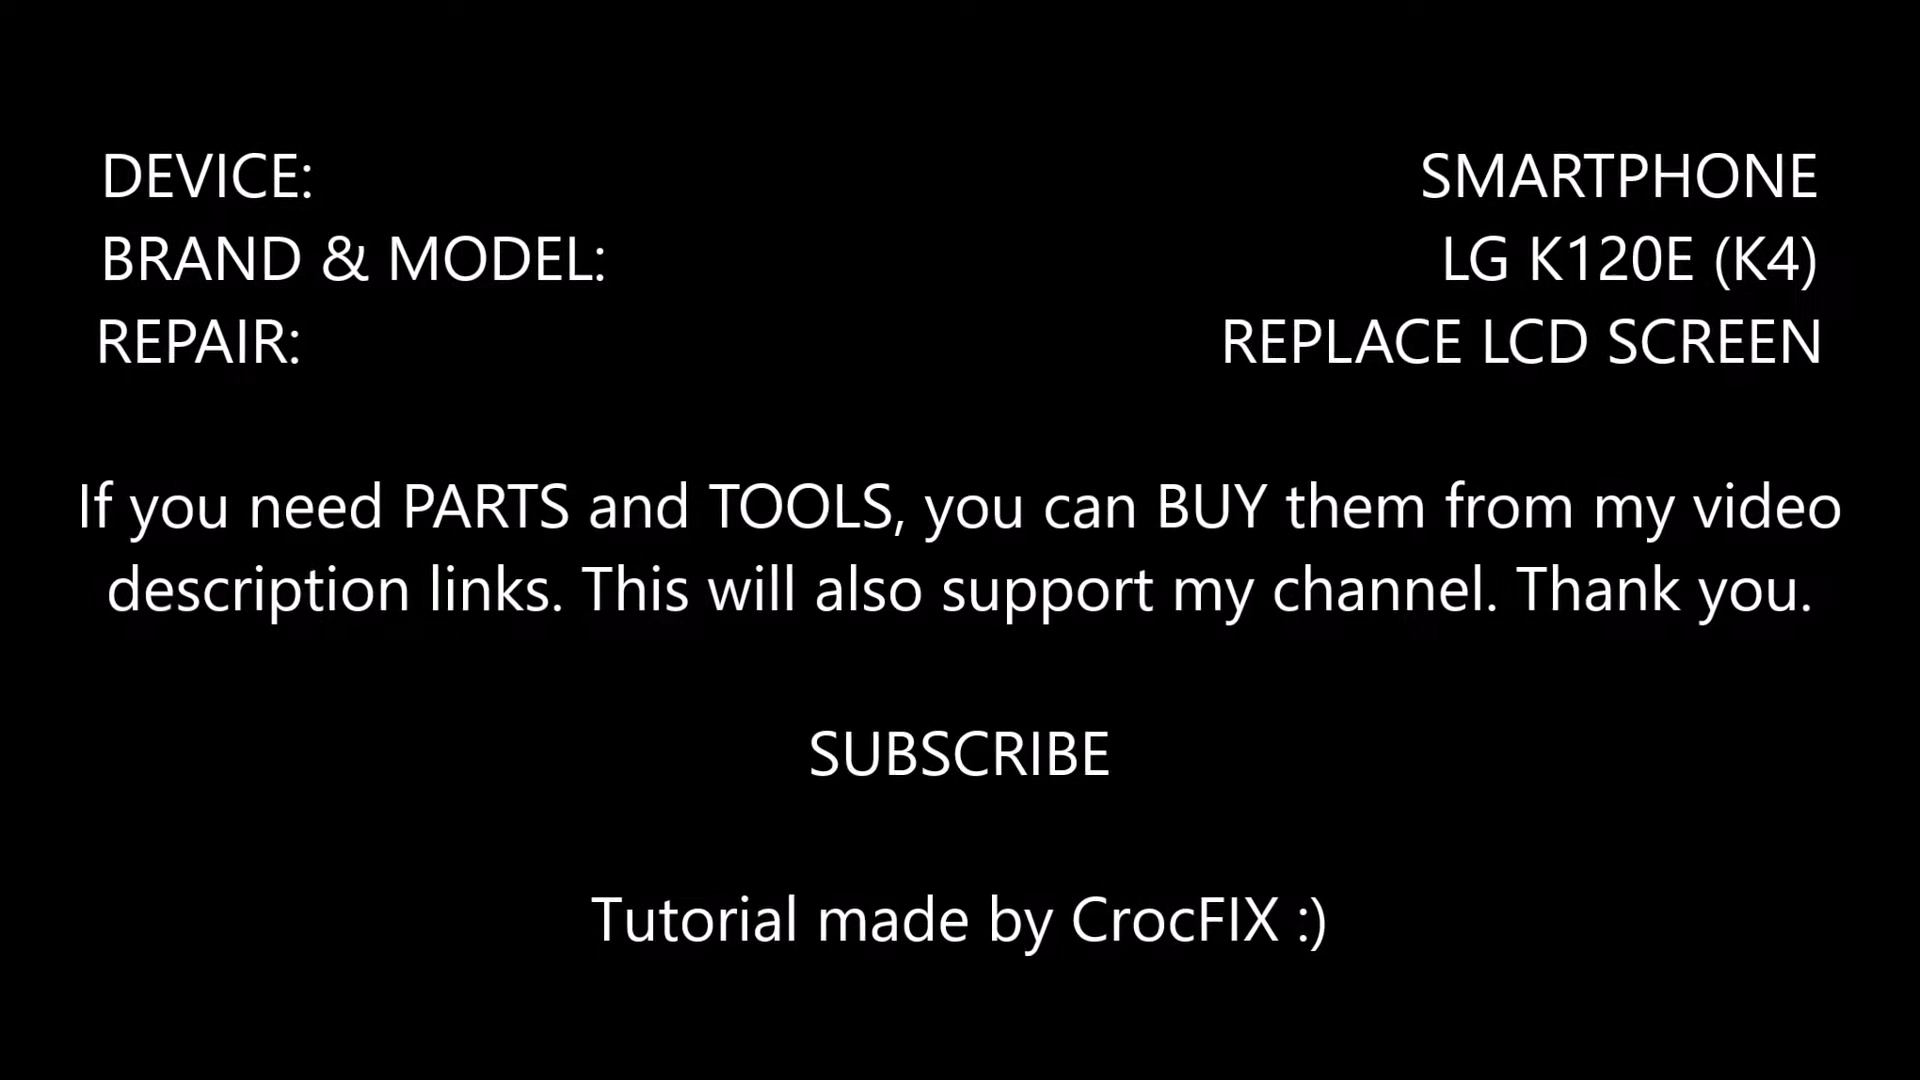 DEVICE: SMARTPHONE
BRAND & MODEL: LG K120E (K4)
REPAIR: REPLACE LCD SCREEN
If you need PARTS and TOOLS, you can BUY them from my video
description links. This will also support my channel. Thank you.
SUBSCRIBE
Tutorial made by CrocFIX :)